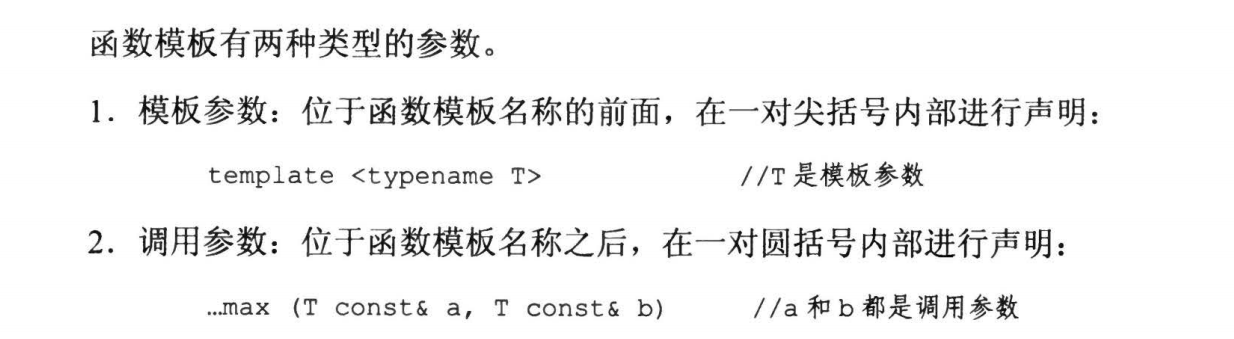 函数模板有两种类型的参数。
1. 模板参数：位于函数模板名称的前面，在一对尖括号内部进行声明：
template <typename T> //T 是模板参数
2. 调用参数：位于函数模板名称之后，在一对圆括号内部进行声明：
…max (T const& a, T const& b) //a 和 b 都是调用参数